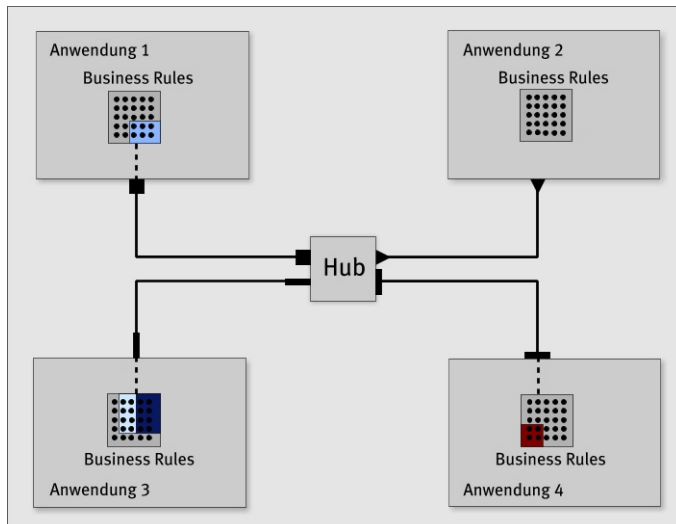 Anwendung 1
Business Rules
Anwendung 2
Business Rules
Hub
Business Rules
Anwendung 3
Business Rules
Anwendung 4